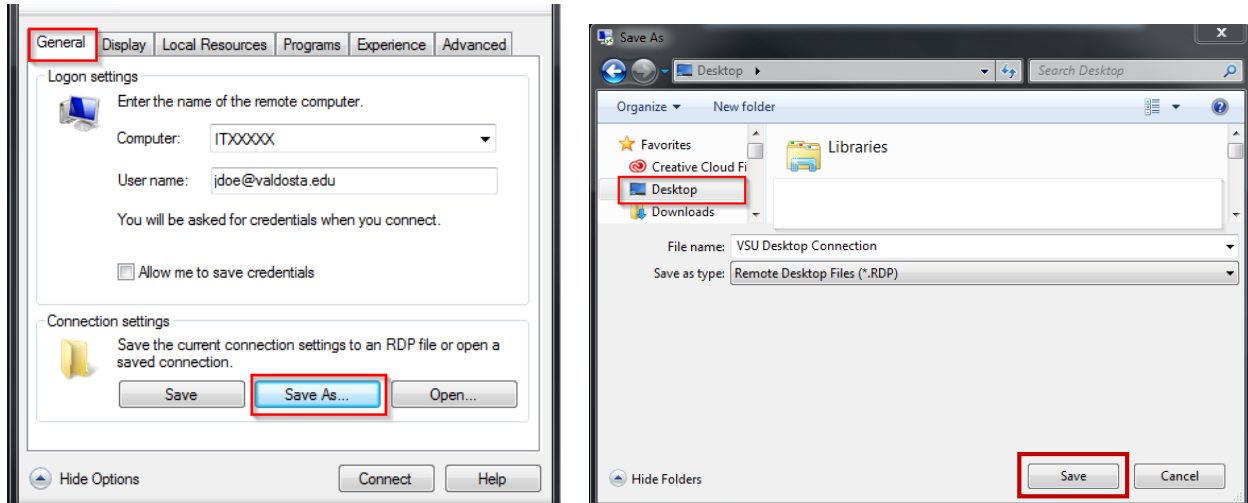 General Display Local Resources Programs Experience Advanced
Logon settings
Enter the name of the remote computer.
Computer: ITXXXXX
User name: jdoe@valdosta.edu
You will be asked for credentials when you connect.
Allow me to save credentials
Connection settings
Save the current connection settings to an RDP file or open a
saved connection.
Save Save As... Open...
Hide Options Connect Help
Save As
Desktop Search Desktop
Organize New folder
Favorites
Creative Cloud Fi
Desktop
Downloads
Libraries
File name: VSU Desktop Connection
Save as type: Remote Desktop Files (*.RDP)
Hide Folders Save Cancel